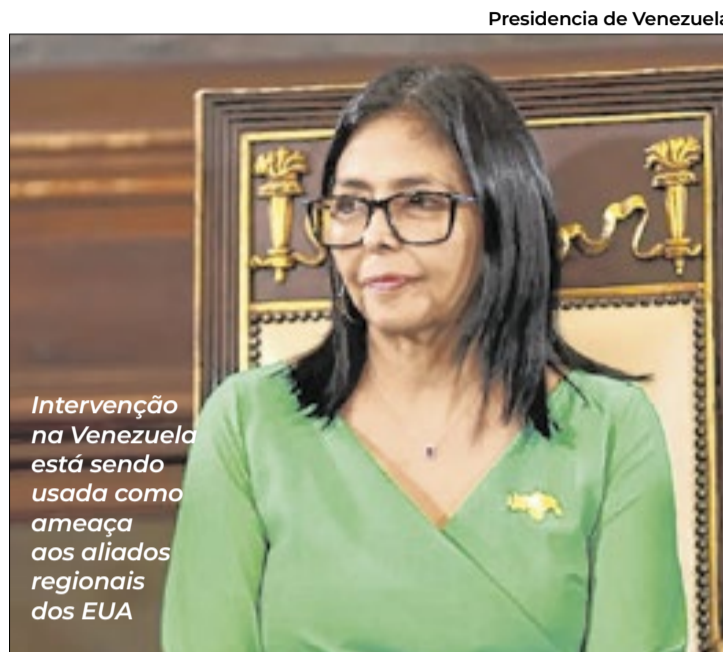 Presidencia de Venezuela
Intervenção
na Venezuela
está sendo
usada como
ameaça
aos aliados
regionais
dos EUA